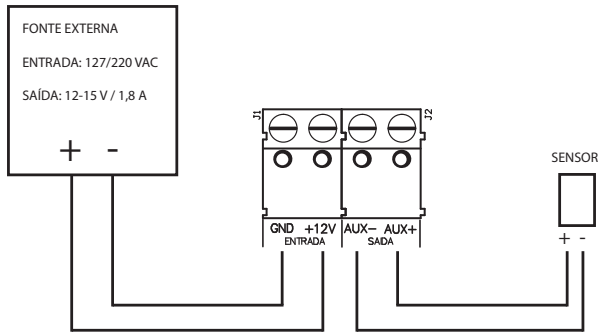 FONTE EXTERNA
ENTRADA: 127/220 VAC
SAÍDA: 12-15 V / 1,8 A
+ -
J1 J2
GND +12V AUX- AUX+
ENTRADA SAIDA
SENSOR
+ -